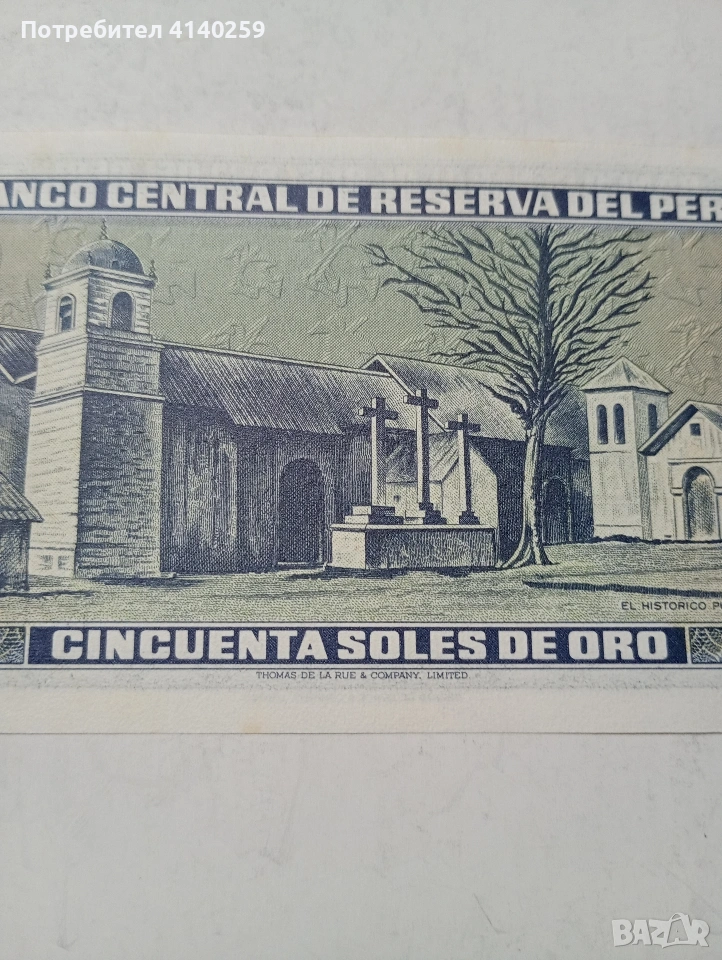 Потребител 4140259
ANCO CENTRAL DE RESERVA DEL PER
EL HISTORICO P
CINCUENTA SOLES DE ORO
THOMAS DE LA RUE & COMPANY, LIMITED.
BAZAR